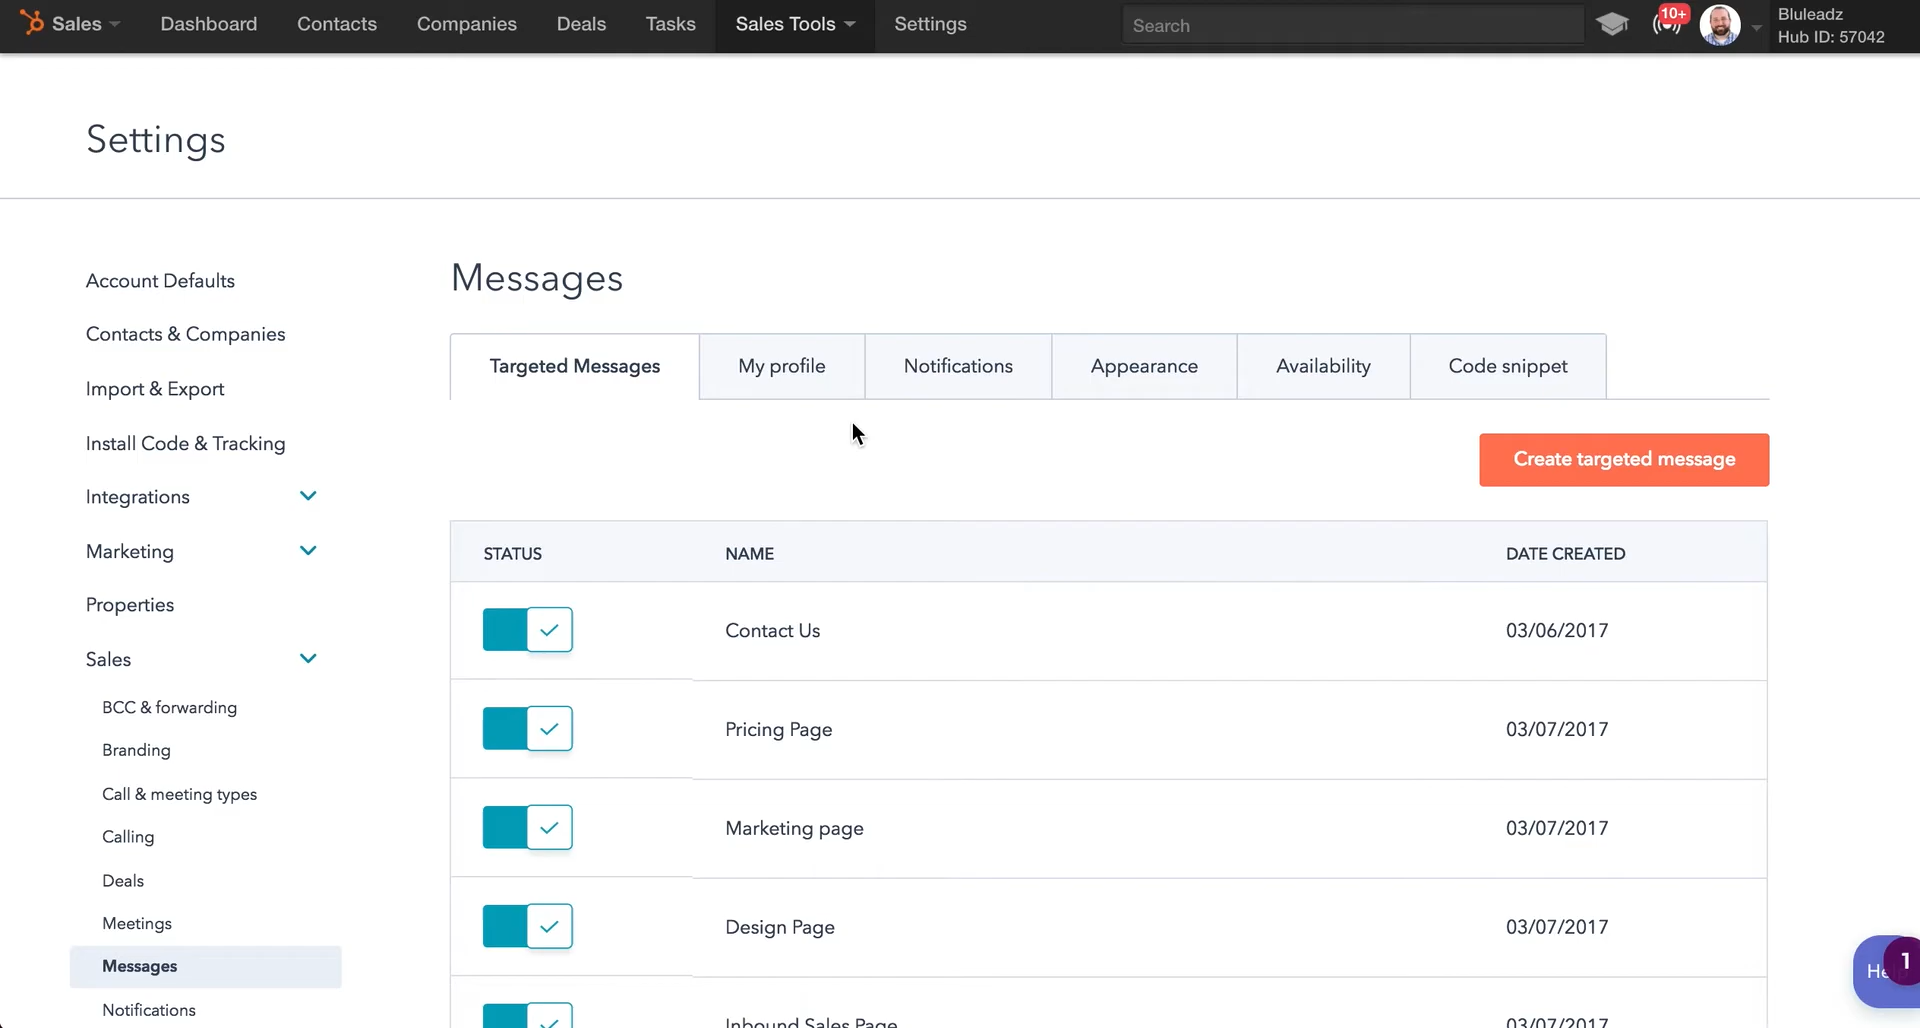 Sales
Dashboard
Contacts
Companies
Deals
Tasks
Sales Tools
Settings
Search
10+
Bluleadz
Hub ID: 57042
Settings
Account Defaults
Contacts & Companies
Import & Export
Install Code & Tracking
Integrations
Marketing
Properties
Sales
BCC & forwarding
Branding
Call & meeting types
Calling
Deals
Meetings
Messages
Notifications
Messages
Targeted Messages
My profile
Notifications
Appearance
Availability
Code snippet
Create targeted message
STATUS NAME DATE CREATED
Contact Us 03/06/2017
Pricing Page 03/07/2017
Marketing page 03/07/2017
Design Page 03/07/2017
Inbound Sales Page 03/07/2017
Help
1